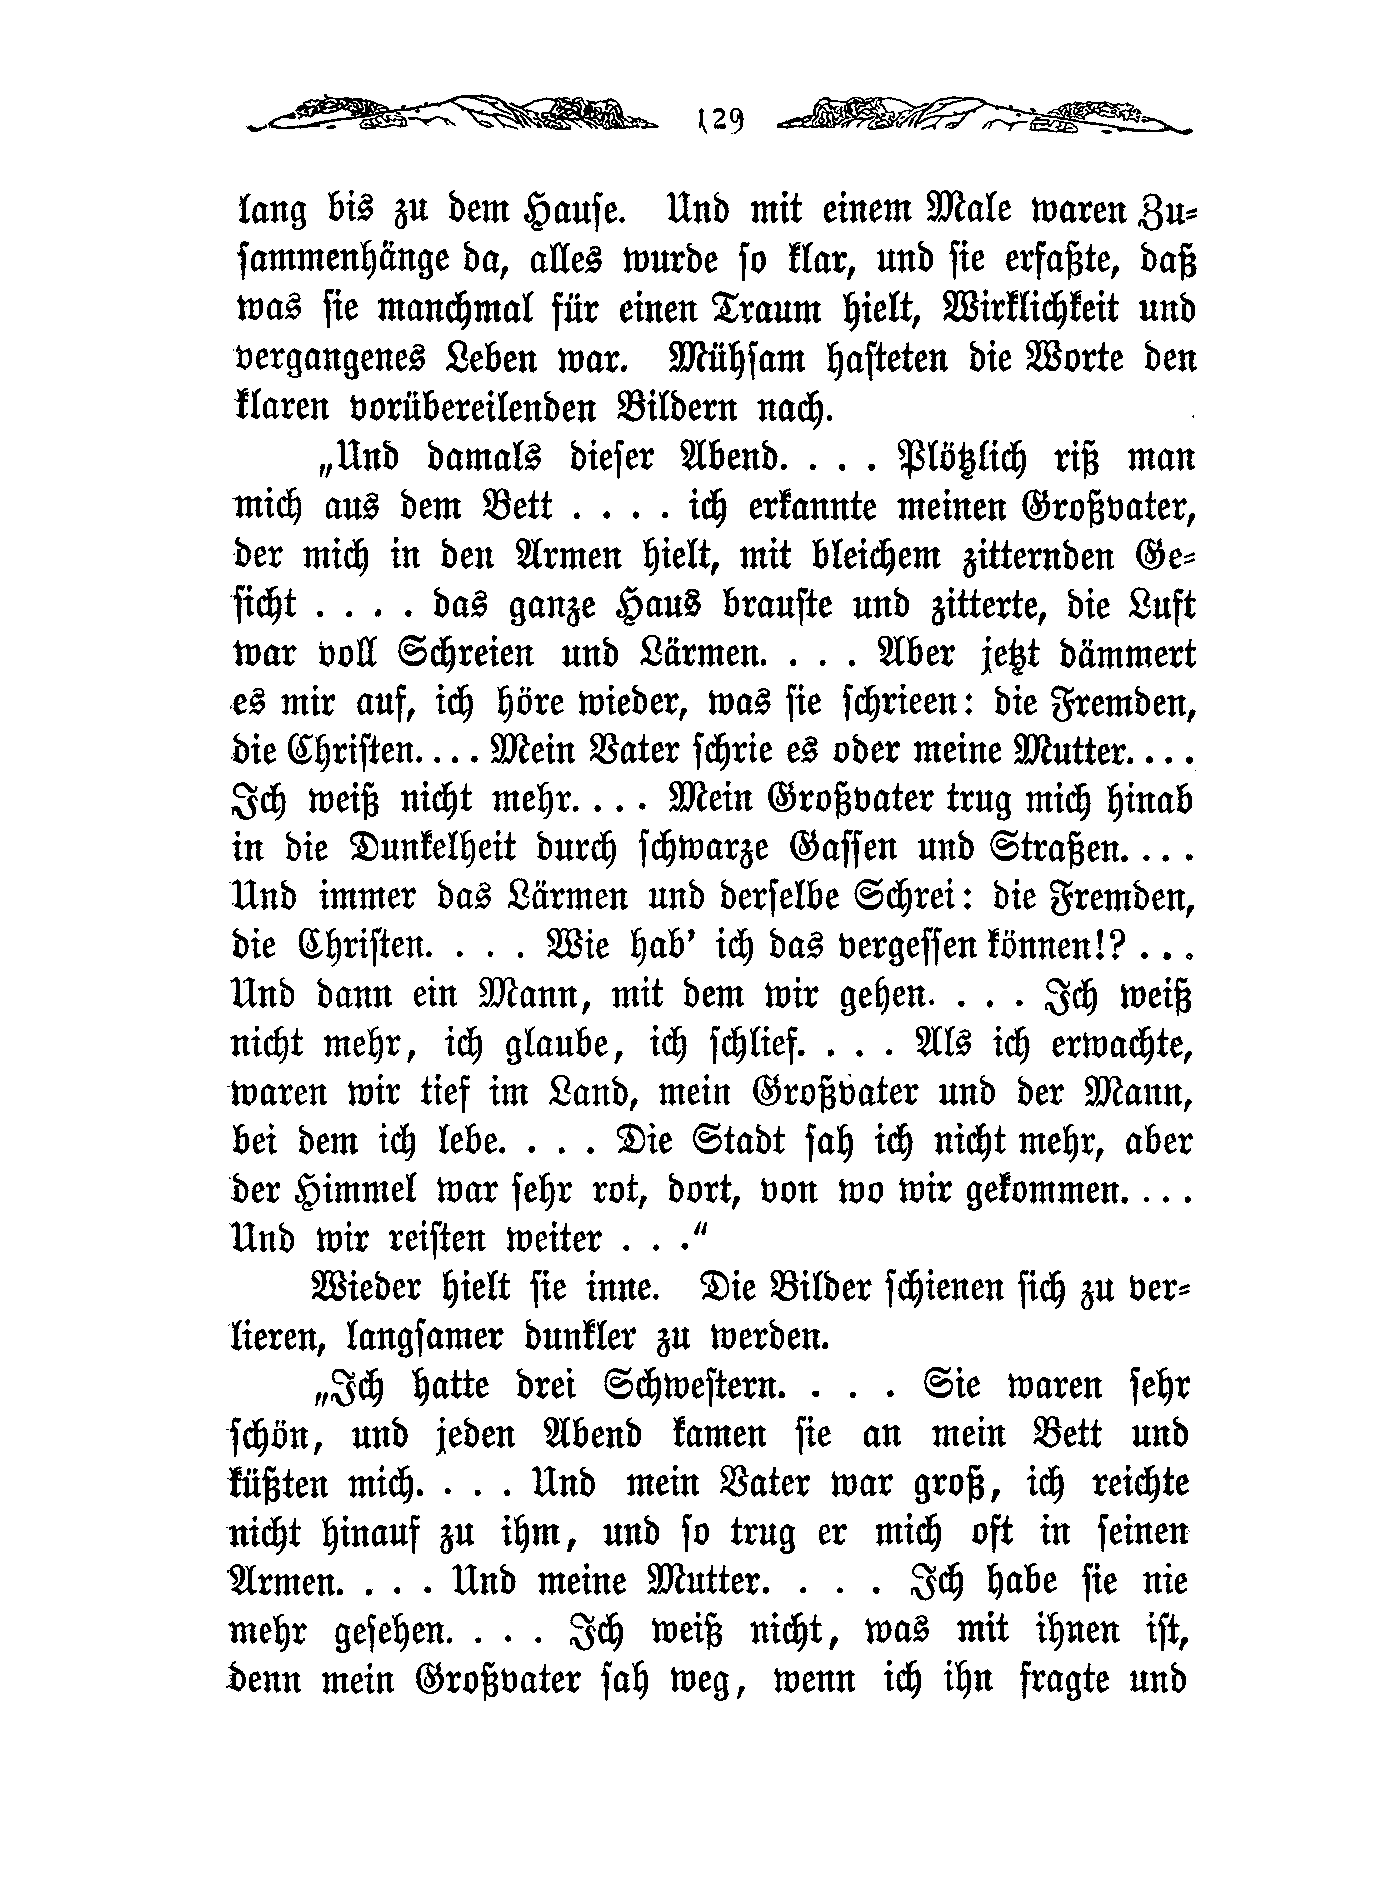 129
lang bis zu dem Hause. Und mit einem Male waren Zu-
sammenhänge da, alles wurde so klar, und sie erfaßte, daß
was sie manchmal für einen Traum hielt, Wirklichkeit und
vergangenes Leben war. Mühsam hasteten die Worte den
klaren vorübereilenden Bildern nach.
„Und damals dieser Abend. . . . Plötzlich riß man
mich aus dem Bett . . . . ich erkannte meinen Großvater,
der mich in den Armen hielt, mit bleichem zitternden Ge-
sicht . . . . das ganze Haus brauste und zitterte, die Luft
war voll Schreien und Lärmen. . . . Aber jetzt dämmert
es mir auf, ich höre wieder, was sie schrieen: die Fremden,
die Christen. . . . Mein Vater schrie es oder meine Mutter. . . .
Ich weiß nicht mehr. . . . Mein Großvater trug mich hinab
in die Dunkelheit durch schwarze Gassen und Straßen. . . .
Und immer das Lärmen und derselbe Schrei: die Fremden,
die Christen. . . . Wie hab’ ich das vergessen können!? . . .
Und dann ein Mann, mit dem wir gehen. . . . Ich weiß
nicht mehr, ich glaube, ich schlief. . . . Als ich erwachte,
waren wir tief im Land, mein Großvater und der Mann,
bei dem ich lebe. . . . Die Stadt sah ich nicht mehr, aber
der Himmel war sehr rot, dort, von wo wir gekommen. . . .
Und wir reisten weiter . . .“
Wieder hielt sie inne. Die Bilder schienen sich zu ver-
lieren, langsamer dunkler zu werden.
„Ich hatte drei Schwestern. . . . Sie waren sehr
schön, und jeden Abend kamen sie an mein Bett und
küßten mich. . . . Und mein Vater war groß, ich reichte
nicht hinauf zu ihm, und so trug er mich oft in seinen
Armen. . . . Und meine Mutter. . . . Ich habe sie nie
mehr gesehen. . . . Ich weiß nicht, was mit ihnen ist,
denn mein Großvater sah weg, wenn ich ihn fragte und